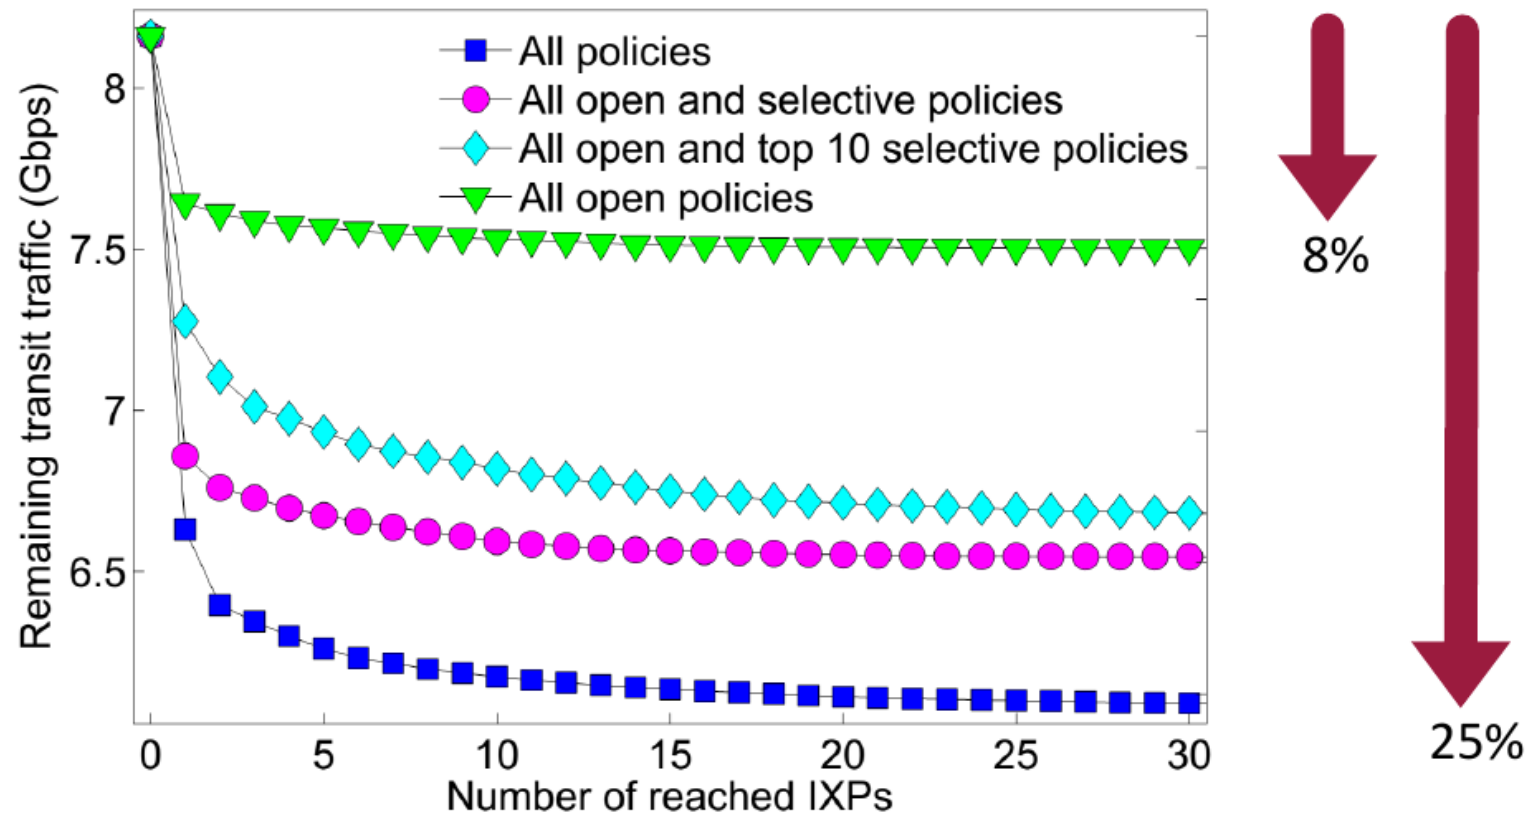 All policies
All open and selective policies
All open and top 10 selective policies
All open policies
Remaining transit traffic (Gbps)
8
7.5
7
6.5
0 5 10 15 20 25 30
Number of reached IXPs
8%
25%